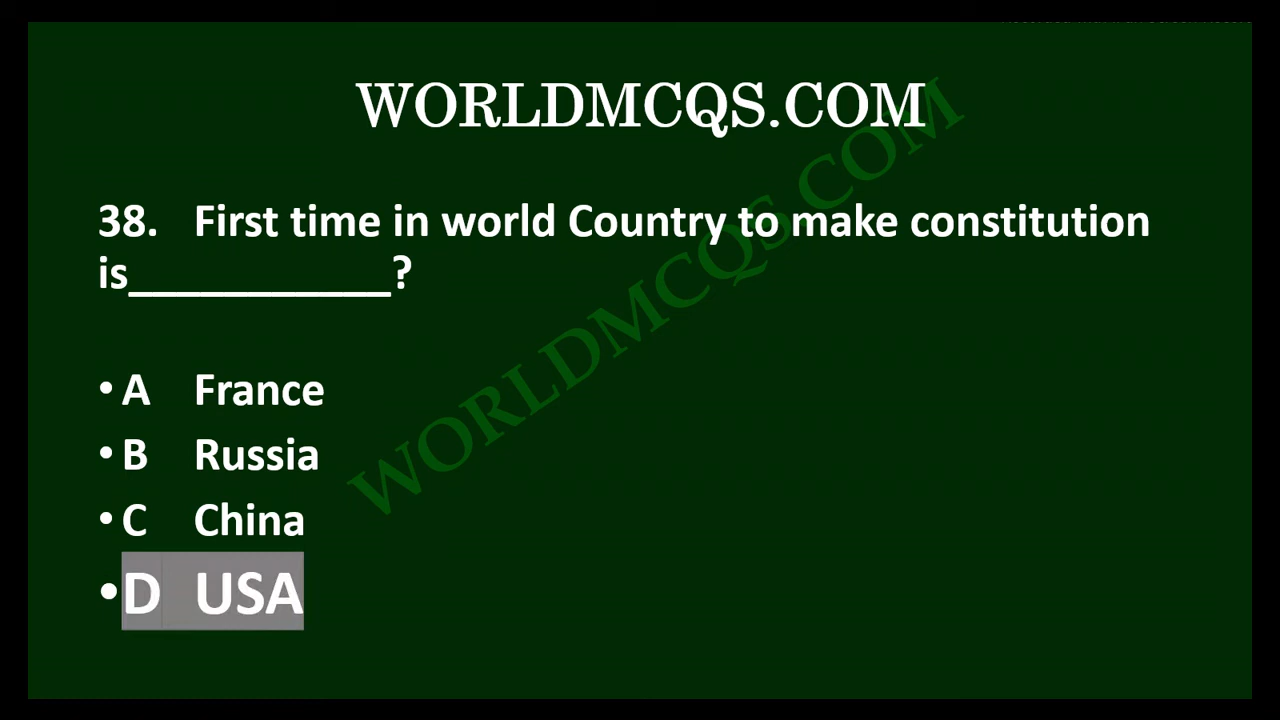 WORLDMCQS.COM
38. First time in world Country to make constitution
is____________?
• A France
• B Russia
• C China
• D USA
WORLDMCQS.COM